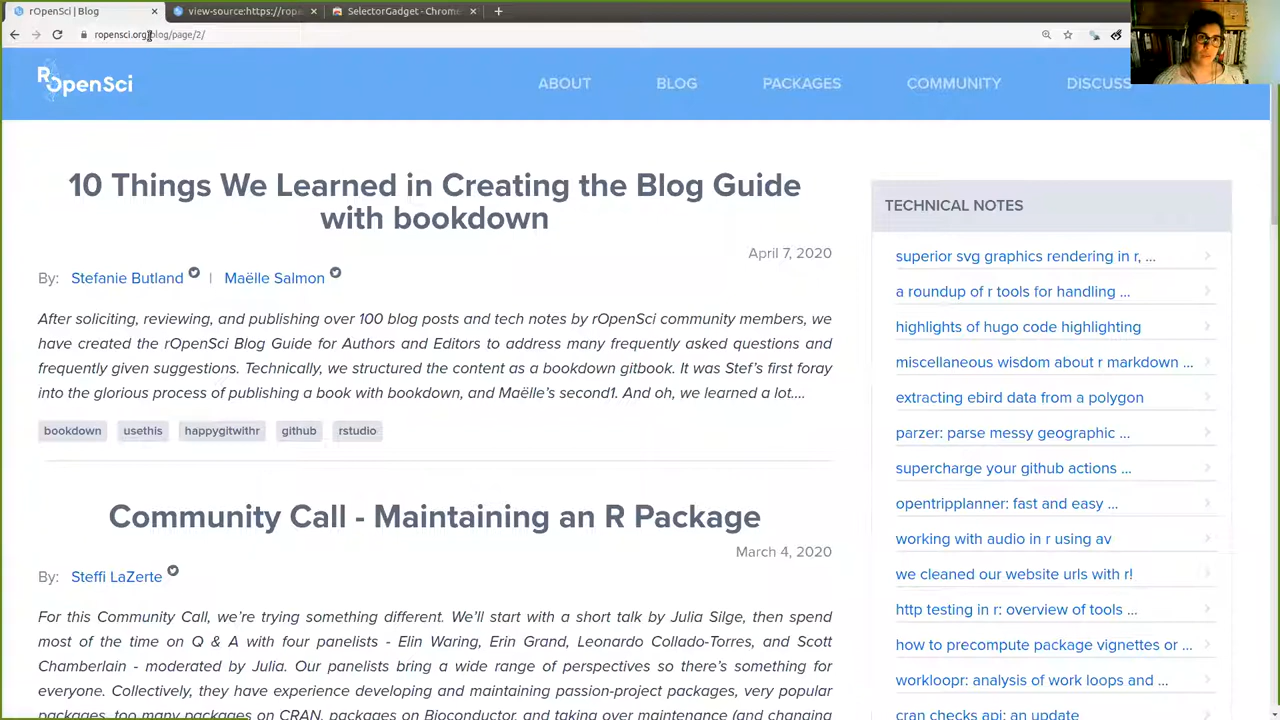 rOpenSci | Blog
view-source:https://rope
SelectorGadget - Chrome
ropensci.org/blog/page/2/
rOpenSci
ABOUT
BLOG
PACKAGES
COMMUNITY
DISCUSS
10 Things We Learned in Creating the Blog Guide
with bookdown
April 7, 2020
By: Stefanie Butland | Maëlle Salmon
After soliciting, reviewing, and publishing over 100 blog posts and tech notes by rOpenSci community members, we
have created the rOpenSci Blog Guide for Authors and Editors to address many frequently asked questions and
frequently given suggestions. Technically, we structured the content as a bookdown gitbook. It was Stef's first foray
into the glorious process of publishing a book with bookdown, and Maëlle's second1. And oh, we learned a lot....
bookdown usethis happygitwithr github rstudio
Community Call - Maintaining an R Package
March 4, 2020
By: Steffi LaZerte
For this Community Call, we're trying something different. We'll start with a short talk by Julia Silge, then spend
most of the time on Q & A with four panelists - Elin Waring, Erin Grand, Leonardo Collado-Torres, and Scott
Chamberlain - moderated by Julia. Our panelists bring a wide range of perspectives so there's something for
everyone. Collectively, they have experience developing and maintaining passion-project packages, very popular
packages, too many packages on CRAN, packages on Bioconductor, and taking over maintenance (and changing
TECHNICAL NOTES
superior svg graphics rendering in r, ...
a roundup of r tools for handling ...
highlights of hugo code highlighting
miscellaneous wisdom about r markdown ...
extracting ebird data from a polygon
parzer: parse messy geographic ...
supercharge your github actions ...
opentripplanner: fast and easy ...
working with audio in r using av
we cleaned our website urls with r!
http testing in r: overview of tools ...
how to precompute package vignettes or ...
workloopr: analysis of work loops and ...
cran checks api: an update